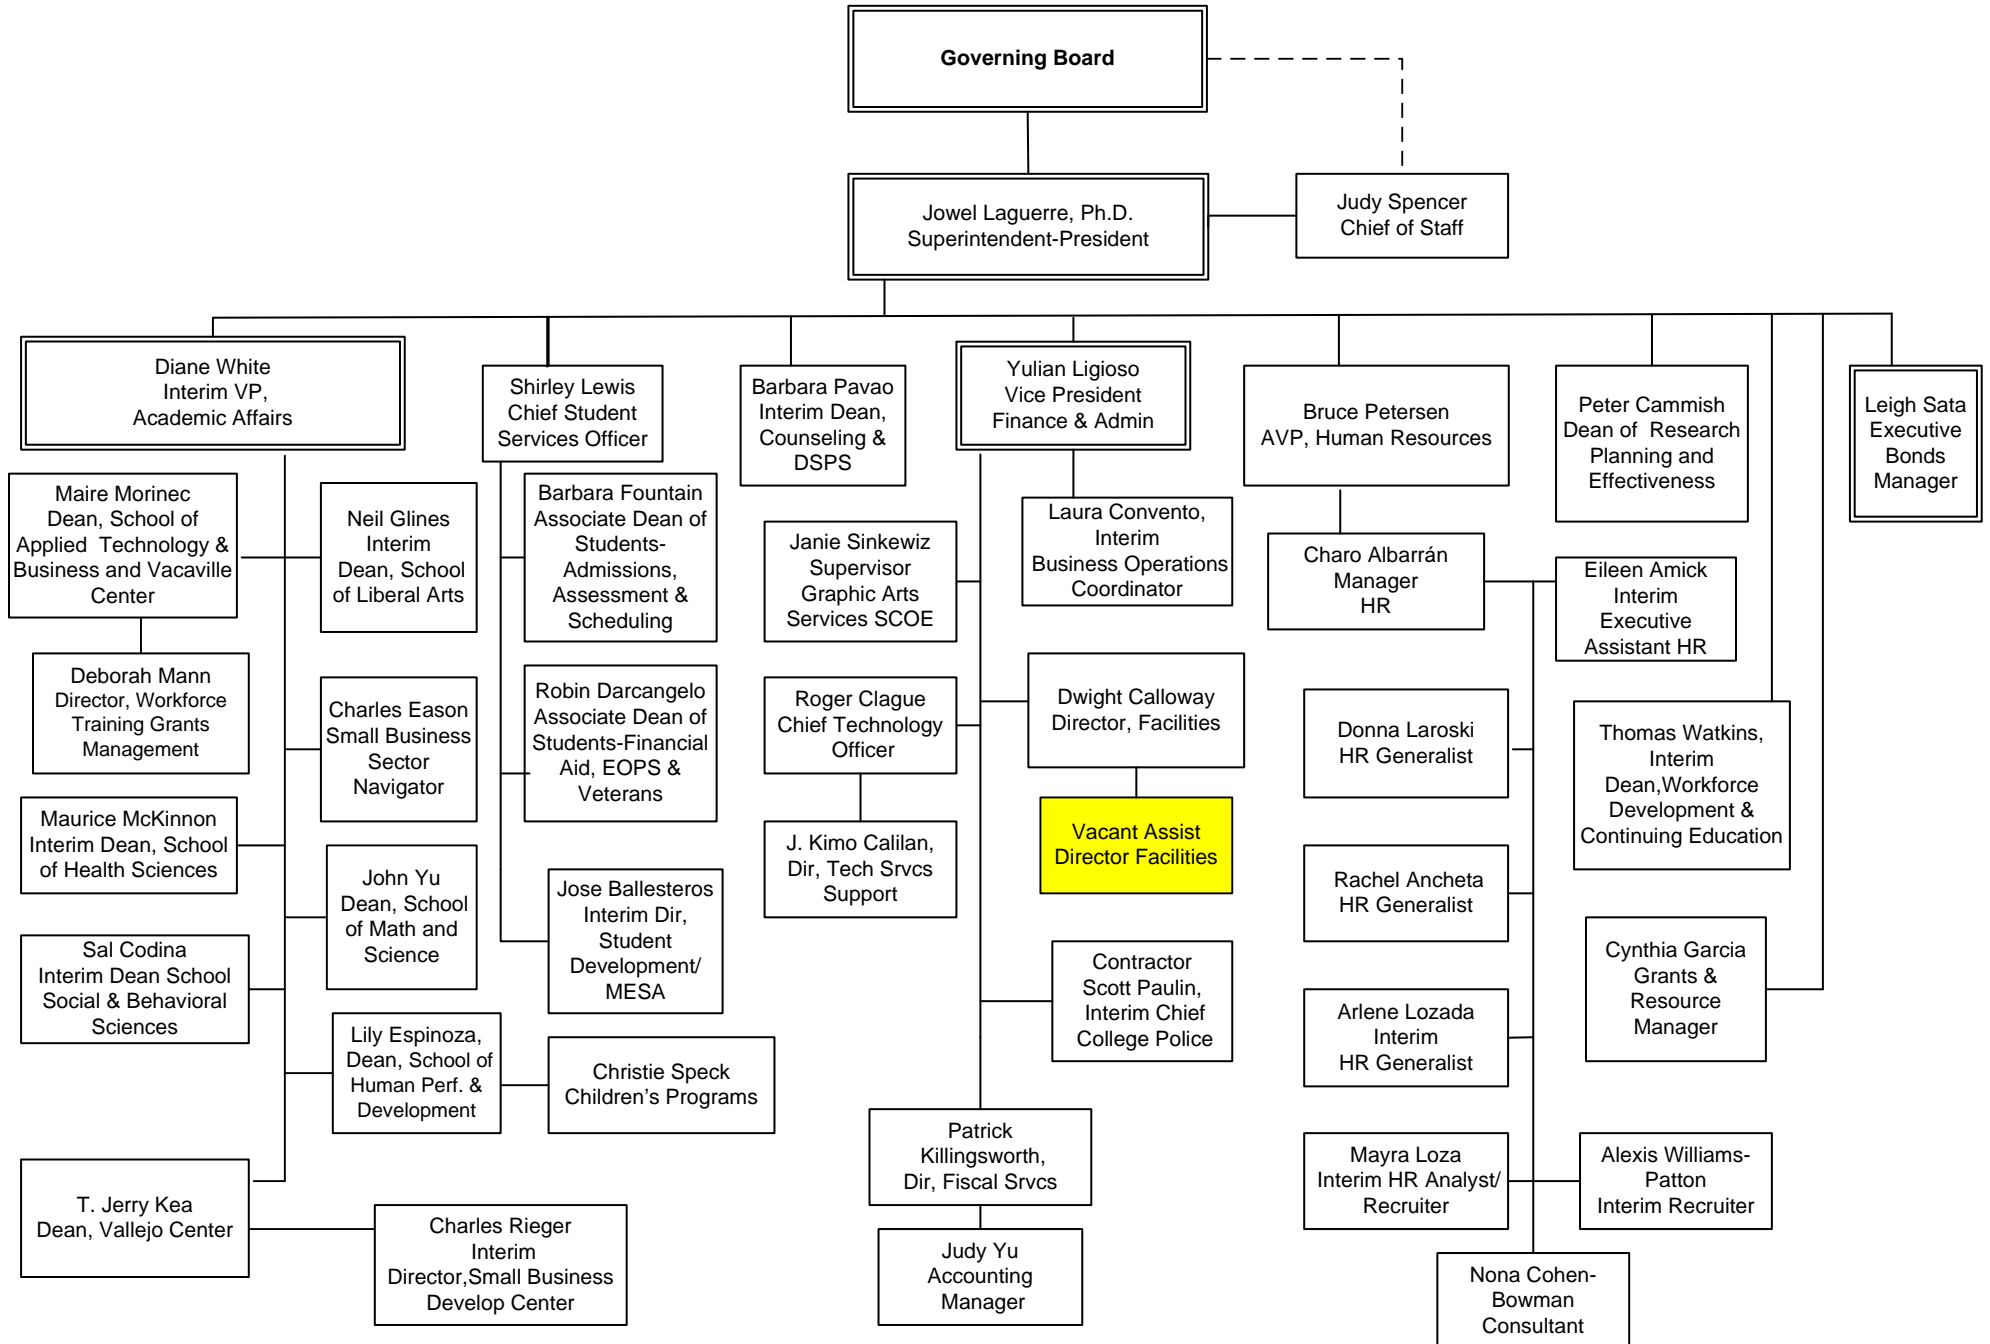 Governing Board
Jowel Laguerre, Ph.D.
Superintendent-President
Judy Spencer
Chief of Staff
Diane White
Interim VP,
Academic Affairs
Shirley Lewis
Chief Student
Services Officer
Barbara Pavao
Interim Dean,
Counseling &
DSPS
Yulian Ligioso
Vice President
Finance & Admin
Bruce Petersen
AVP, Human Resources
Peter Cammish
Dean of Research
Planning and
Effectiveness
Leigh Sata
Executive
Bonds
Manager
Maire Morinec
Dean, School of
Applied Technology &
Business and Vacaville
Center
Neil Glines
Interim
Dean, School
of Liberal Arts
Barbara Fountain
Associate Dean of
Students-
Admissions,
Assessment &
Scheduling
Janie Sinkewiz
Supervisor
Graphic Arts
Services SCOE
Laura Convento,
Interim
Business Operations
Coordinator
Charo Albarrán
Manager
HR
Eileen Amick
Interim
Executive
Assistant HR
Deborah Mann
Director, Workforce
Training Grants
Management
Charles Eason
Small Business
Sector
Navigator
Robin Darcangelo
Associate Dean of
Students-Financial
Aid, EOPS &
Veterans
Roger Clague
Chief Technology
Officer
Dwight Calloway
Director, Facilities
Donna Laroski
HR Generalist
Thomas Watkins,
Interim
Dean,Workforce
Development &
Continuing Education
Maurice McKinnon
Interim Dean, School
of Health Sciences
John Yu
Dean, School
of Math and
Science
Jose Ballesteros
Interim Dir,
Student
Development/
MESA
J. Kimo Calilan,
Dir, Tech Srvcs
Support
Vacant Assist
Director Facilities
Rachel Ancheta
HR Generalist
Sal Codina
Interim Dean School
Social & Behavioral
Sciences
Contractor
Scott Paulin,
Interim Chief
College Police
Cynthia Garcia
Grants &
Resource
Manager
Arlene Lozada
Interim
HR Generalist
Lily Espinoza,
Dean, School of
Human Perf. &
Development
Christie Speck
Children’s Programs
Patrick
Killingsworth,
Dir, Fiscal Srvcs
Mayra Loza
Interim HR Analyst/
Recruiter
Alexis Williams-
Patton
Interim Recruiter
T. Jerry Kea
Dean, Vallejo Center
Charles Rieger
Interim
Director,Small Business
Develop Center
Judy Yu
Accounting
Manager
Nona Cohen-
Bowman
Consultant